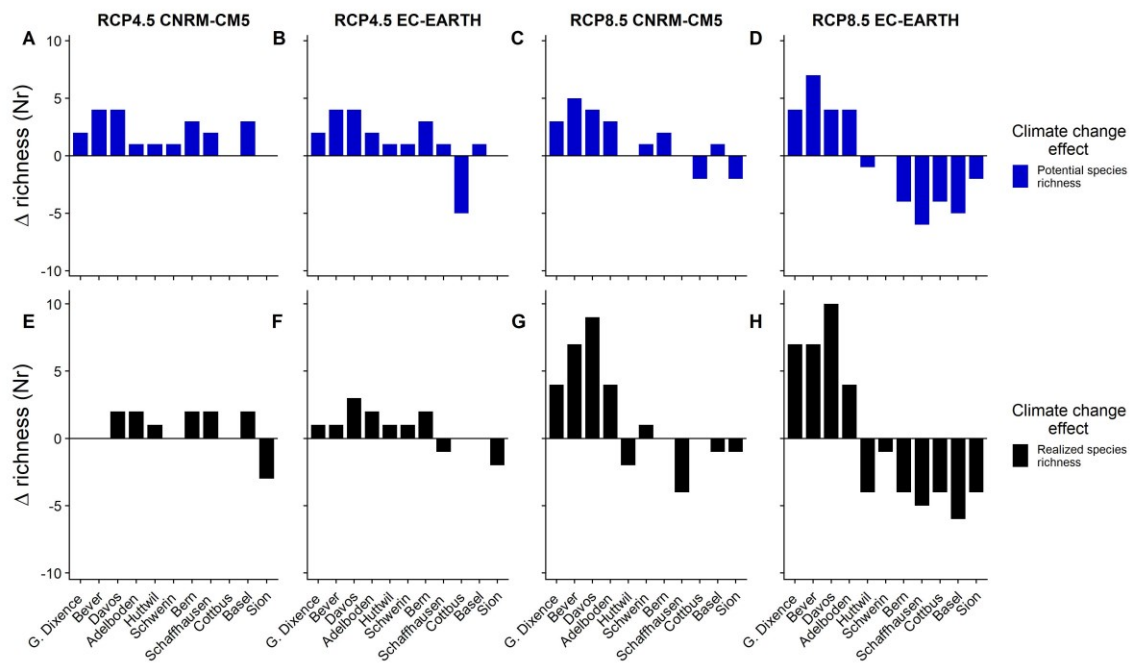 RCP4.5 CNRM-CM5
RCP4.5 EC-EARTH
RCP8.5 CNRM-CM5
RCP8.5 EC-EARTH
A
B
C
D
Δ richness (Nr)
10
5
0
-5
-10
Climate change
effect
Potential species
richness
E
F
G
H
Δ richness (Nr)
10
5
0
-5
-10
Climate change
effect
Realized species
richness
G. Dixence
Bever
Davos
Adelboden
Huttwil
Schwerin
Bern
Schaffhausen
Cottbus
Basel
Sion
G. Dixence
Bever
Davos
Adelboden
Huttwil
Schwerin
Bern
Schaffhausen
Cottbus
Basel
Sion
G. Dixence
Bever
Davos
Adelboden
Huttwil
Schwerin
Bern
Schaffhausen
Cottbus
Basel
Sion
G. Dixence
Bever
Davos
Adelboden
Huttwil
Schwerin
Bern
Schaffhausen
Cottbus
Basel
Sion